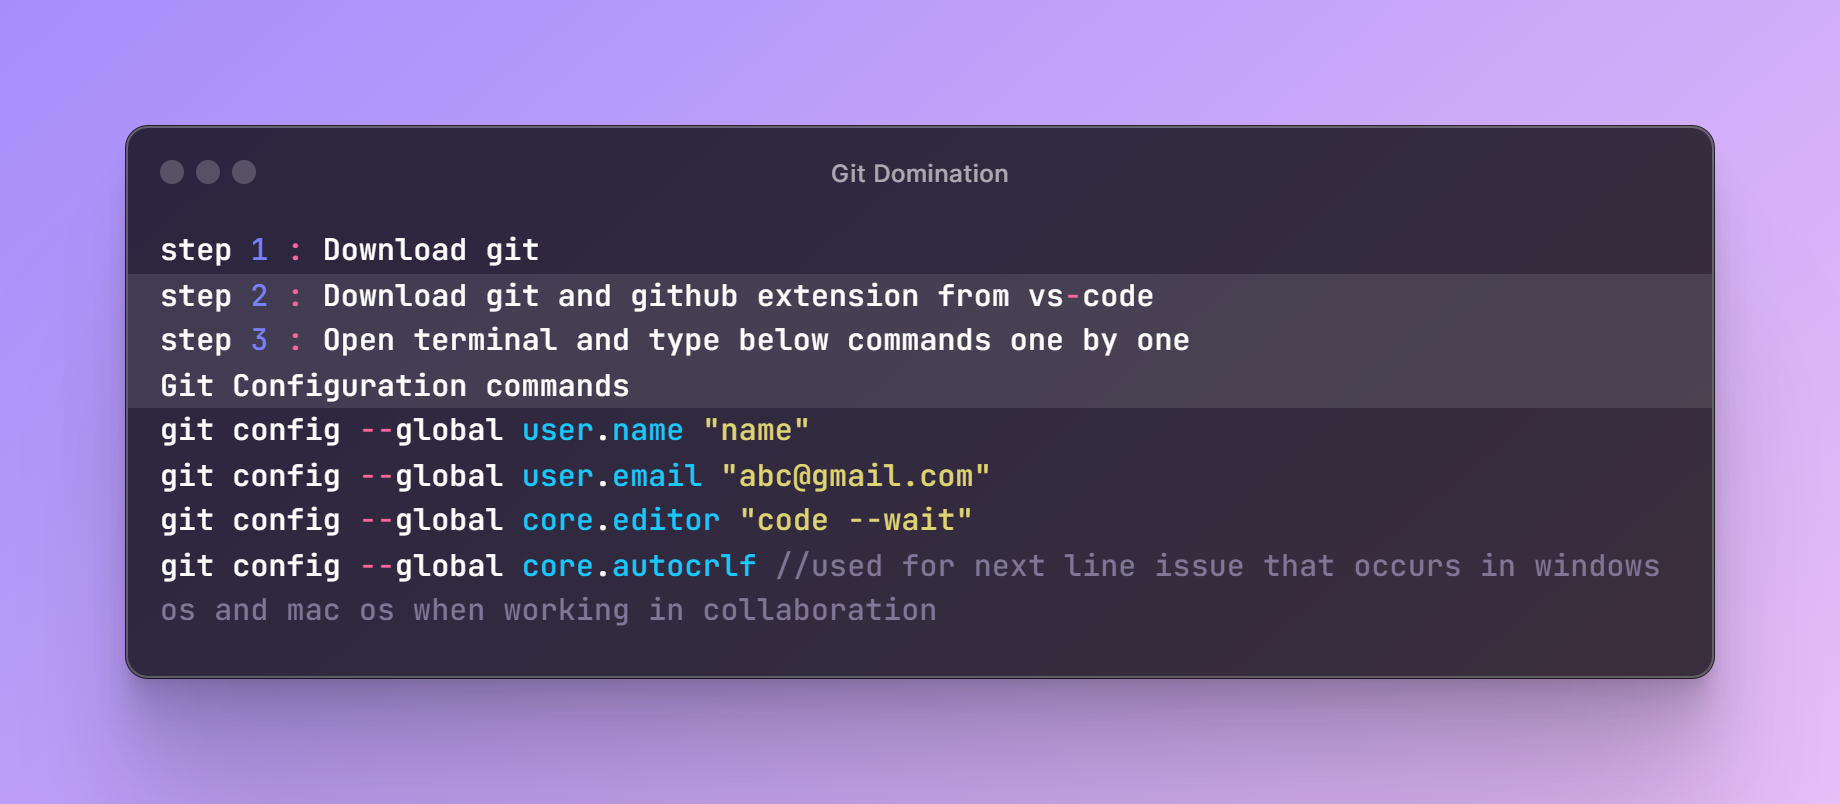 Git Domination
step 1 : Download git
step 2 : Download git and github extension from vs-code
step 3 : Open terminal and type below commands one by one
Git Configuration commands
git config --global user.name "name"
git config --global user.email "abc@gmail.com"
git config --global core.editor "code --wait"
git config --global core.autocrlf //used for next line issue that occurs in windows
os and mac os when working in collaboration